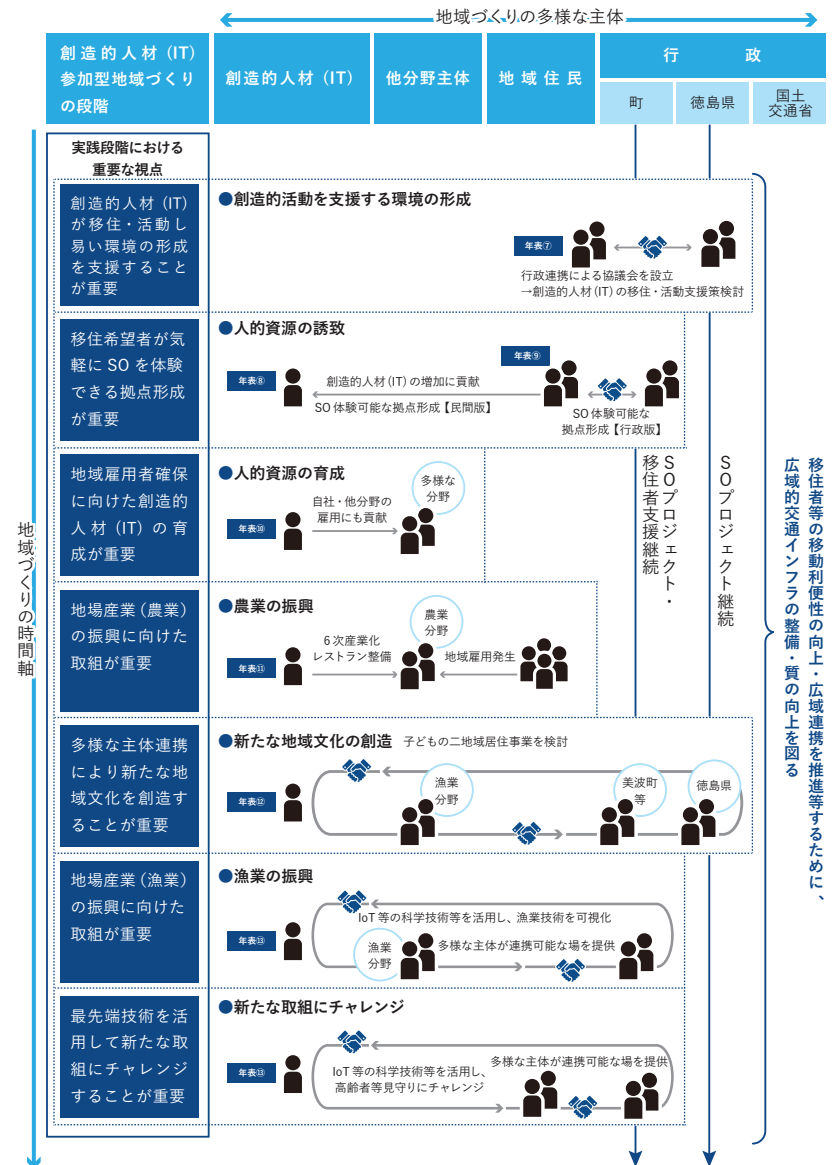 地域づくりの多様な主体
創造的人材(IT)
参加型地域づくり
の段階
創造的人材(IT)
他分野主体
地域住民
行政
町
徳島県
国土
交通省
地域づくりの時間軸
実践段階における
重要な視点
創造的人材(IT)
が移住・活動し
易い環境の形成
を支援すること
が重要
●創造的活動を支援する環境の形成
年表⑦
行政連携による協議会を設立
→創造的人材(IT)の移住・活動支援策検討
移住希望者が気
軽に SO を体験
できる拠点形成
が重要
●人的資源の誘致
年表⑧
創造的人材(IT)の増加に貢献
SO 体験可能な拠点形成【民間版】
年表⑨
SO 体験可能な
拠点形成【行政版】
地域雇用者確保
に向けた創造的
人材(IT)の育
成が重要
●人的資源の育成
年表⑩
自社・他分野の
雇用にも貢献
多様な
分野
地場産業(農業)
の振興に向けた
取組が重要
●農業の振興
年表⑪
6次産業化
レストラン整備
農業
分野
地域雇用発生
多様な主体連携
により新たな地
域文化を創造す
ることが重要
●新たな地域文化の創造 子どもの二地域居住事業を検討
年表⑫
漁業
分野
美波町
等
徳島県
地場産業(漁業)
の振興に向けた
取組が重要
●漁業の振興
年表⑬
IoT 等の科学技術等を活用し、漁業技術を可視化
漁業
分野
多様な主体が連携可能な場を提供
最先端技術を活
用して新たな取
組にチャレンジ
することが重要
●新たな取組にチャレンジ
年表⑬
IoT 等の科学技術等を活用し、
高齢者等見守りにチャレンジ
多様な主体が連携可能な場を提供
SOプロジェクト・
移住者支援継続
SOプロジェクト継続
移住者等の移動利便性の向上・広域連携を推進等するために、
広域的交通インフラの整備・質の向上を図る